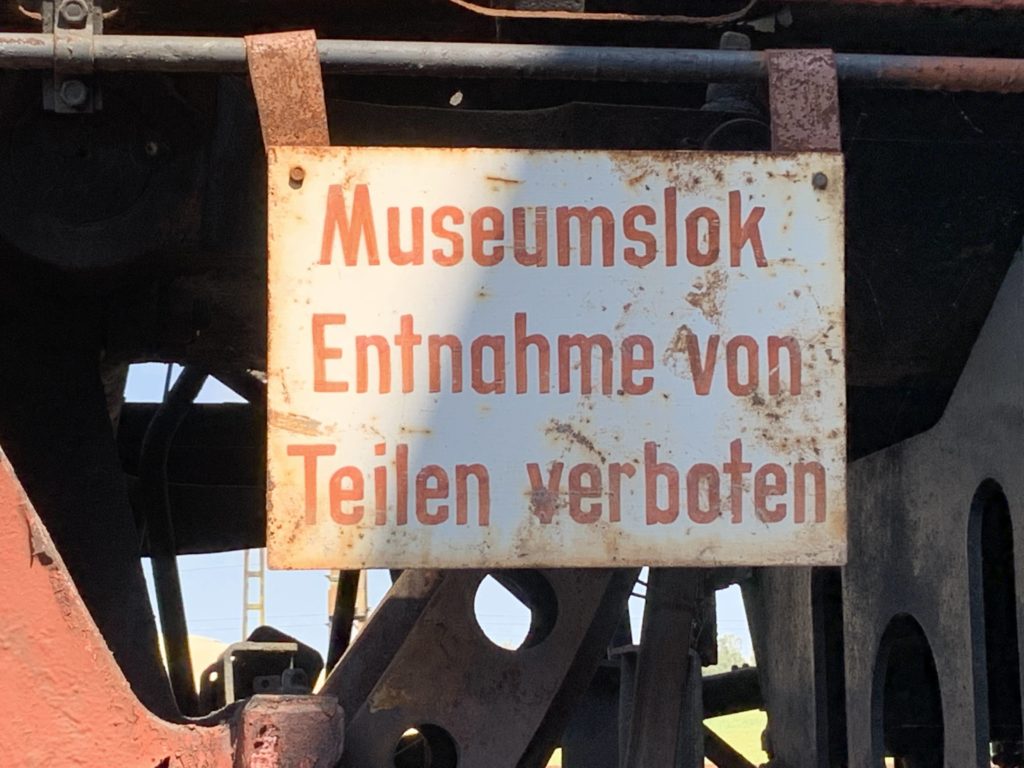 Museumslok
Entnahme von
Teilen verboten